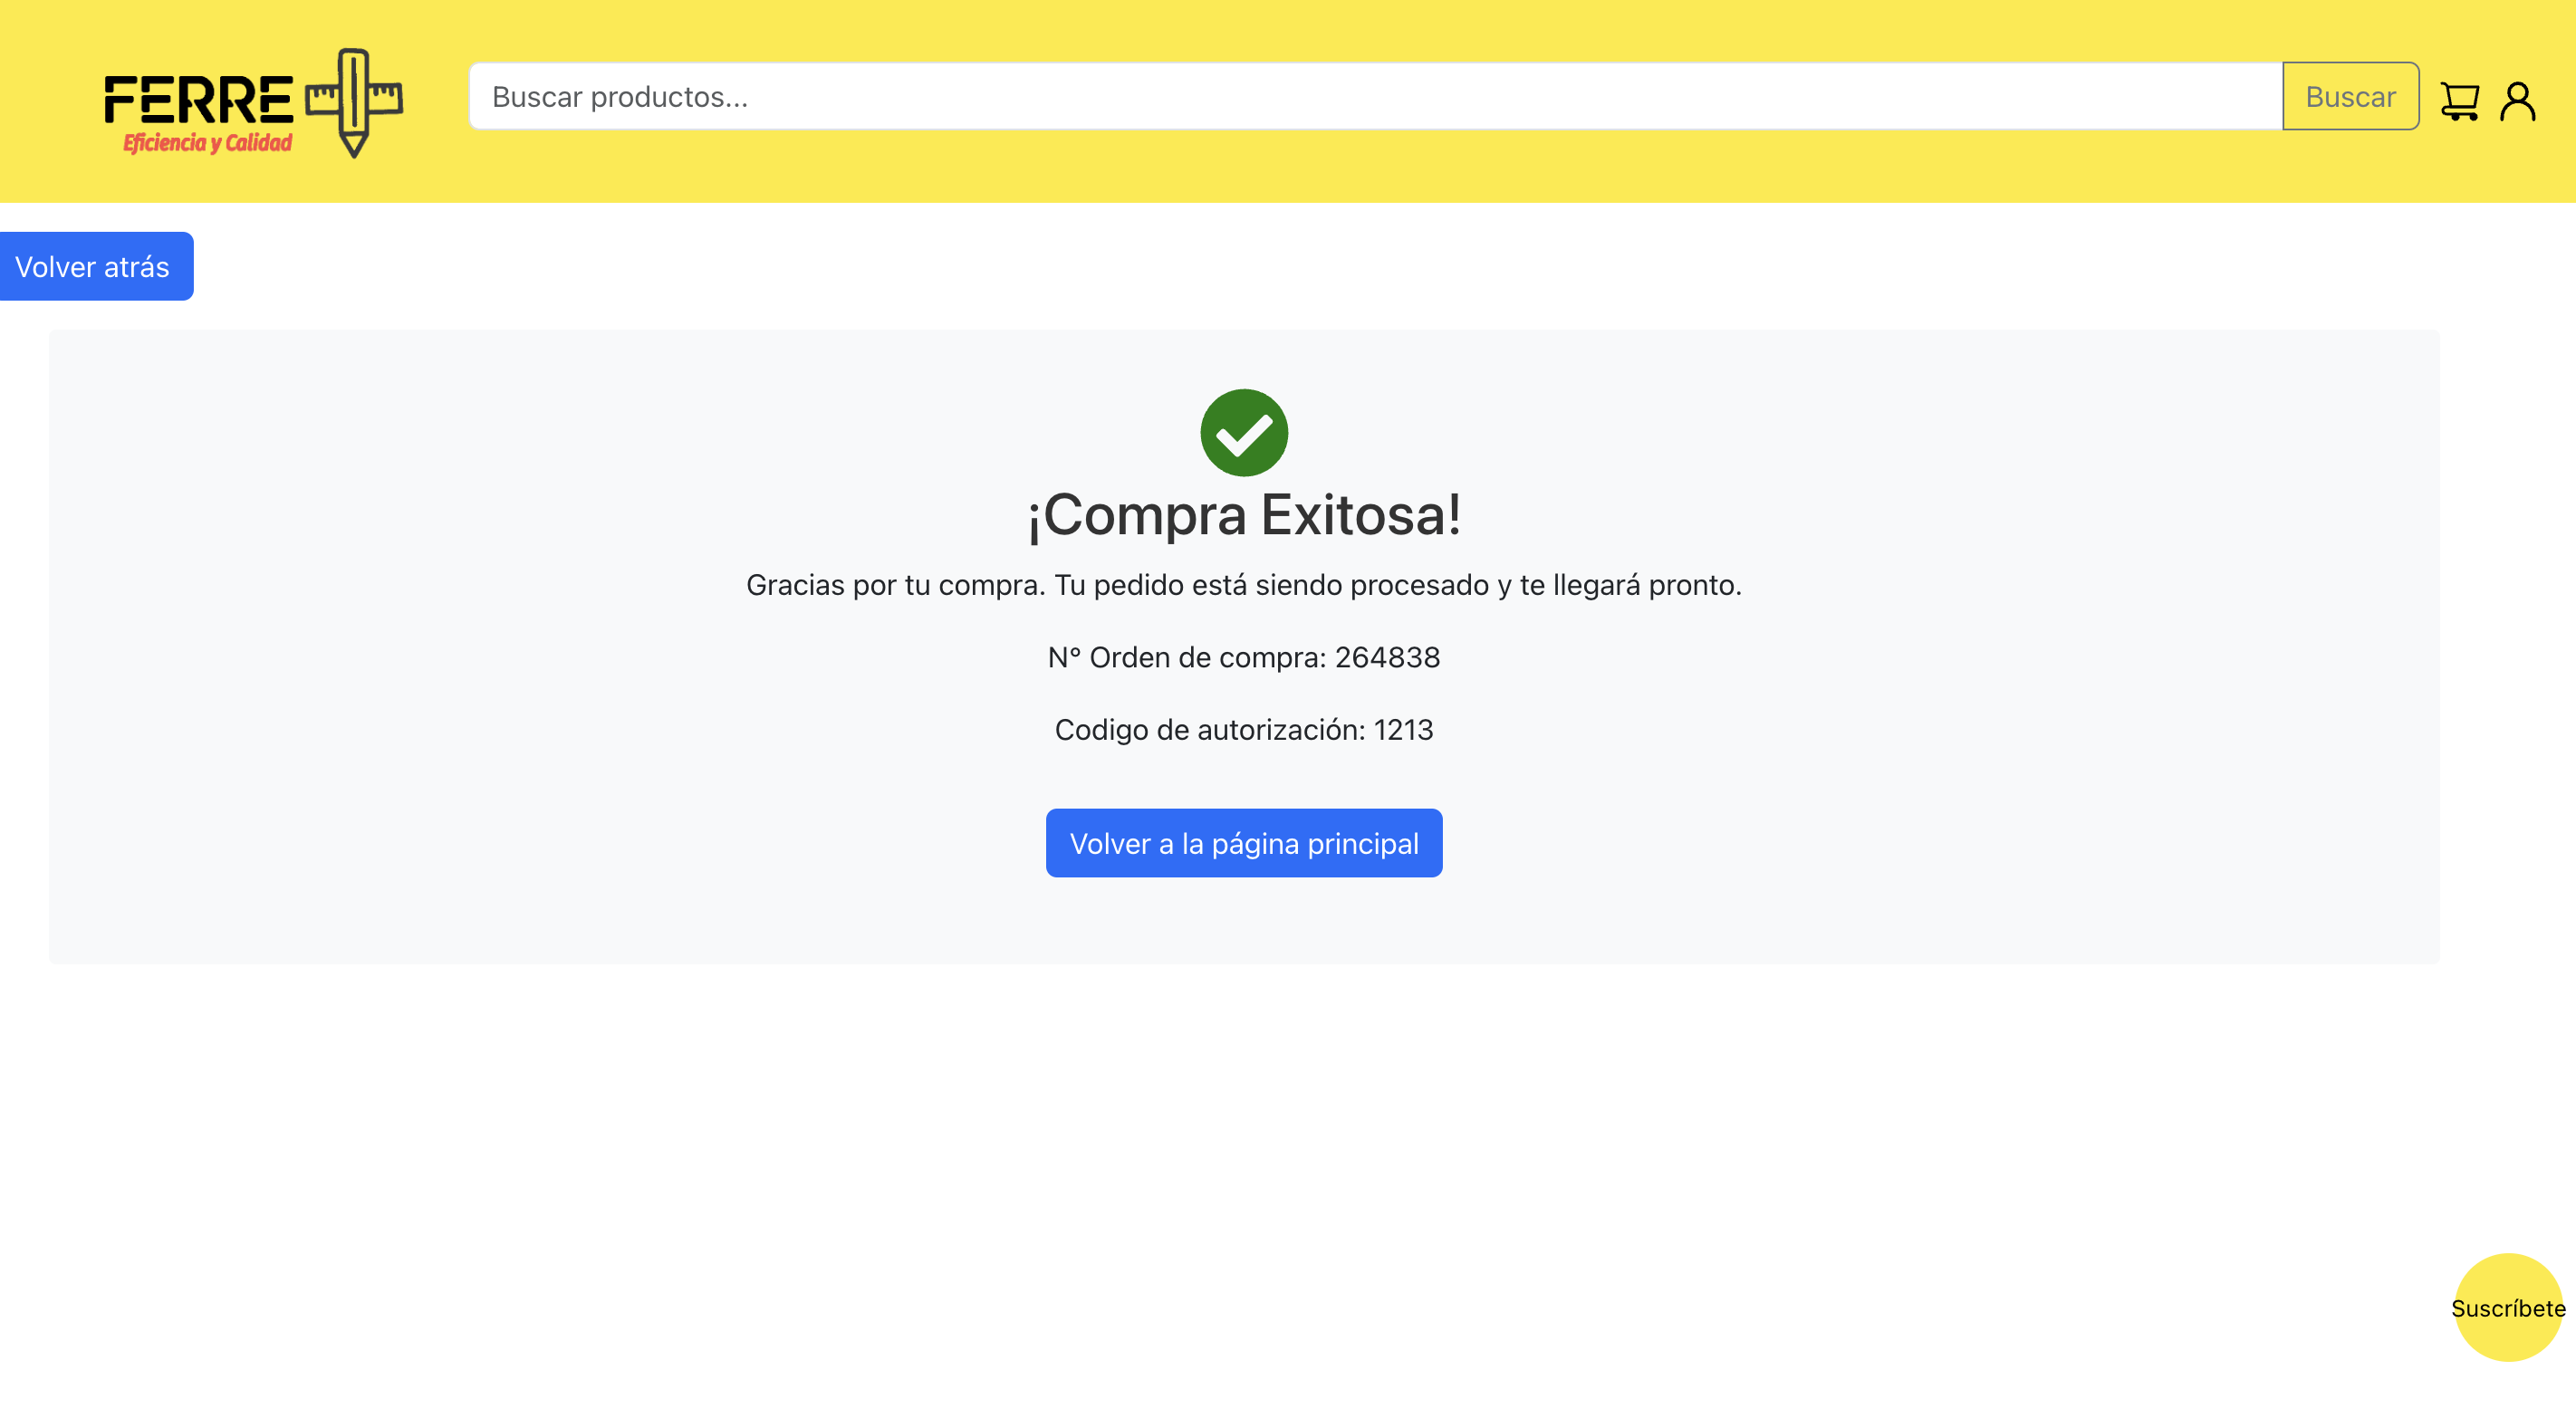 FERRE
Eficiencia y Calidad
Buscar productos...
Buscar
Volver atrás
¡Compra Exitosa!
Gracias por tu compra. Tu pedido está siendo procesado y te llegará pronto.
N° Orden de compra: 264838
Codigo de autorización: 1213
Volver a la página principal
Suscríbete